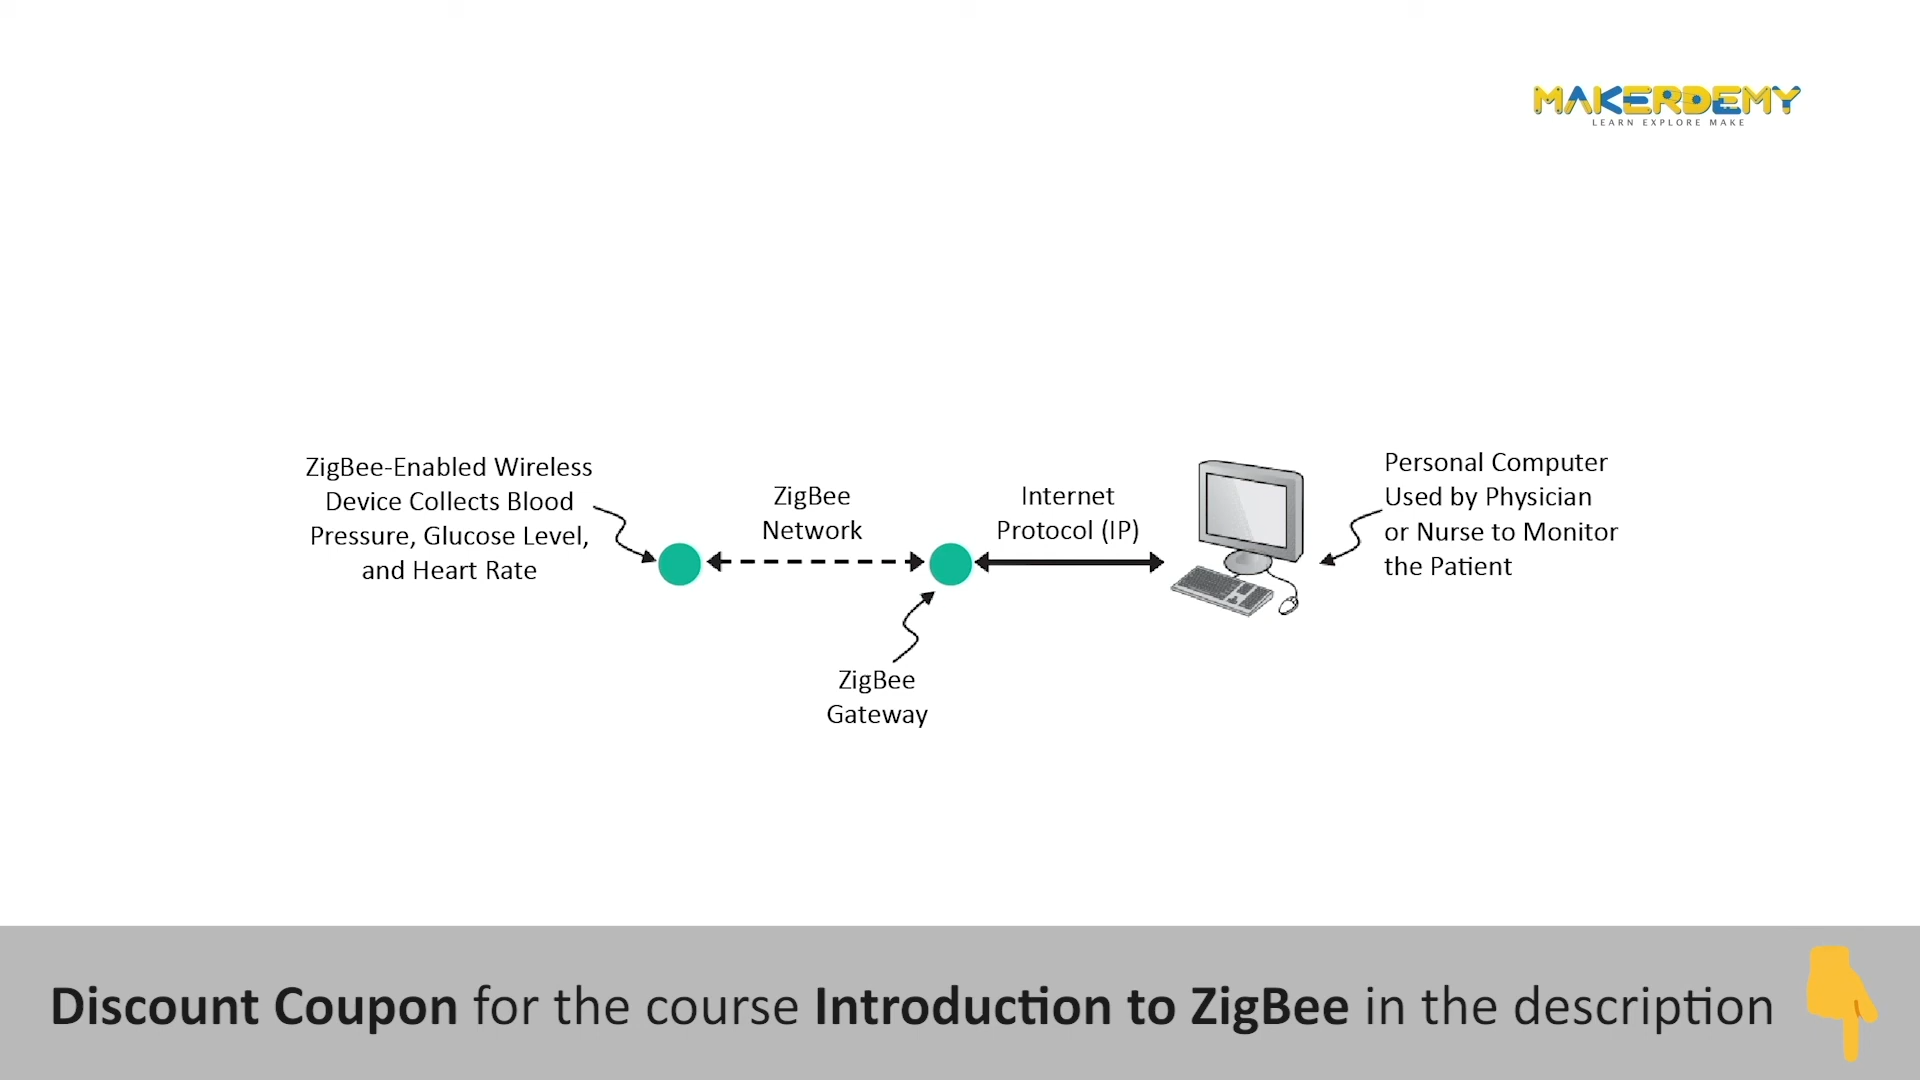 MAKERDEMY
LEARN EXPLORE MAKE
ZigBee-Enabled Wireless
Device Collects Blood
Pressure, Glucose Level,
and Heart Rate
ZigBee
Network
ZigBee
Gateway
Internet
Protocol (IP)
Personal Computer
Used by Physician
or Nurse to Monitor
the Patient
Discount Coupon for the course Introduction to ZigBee in the description